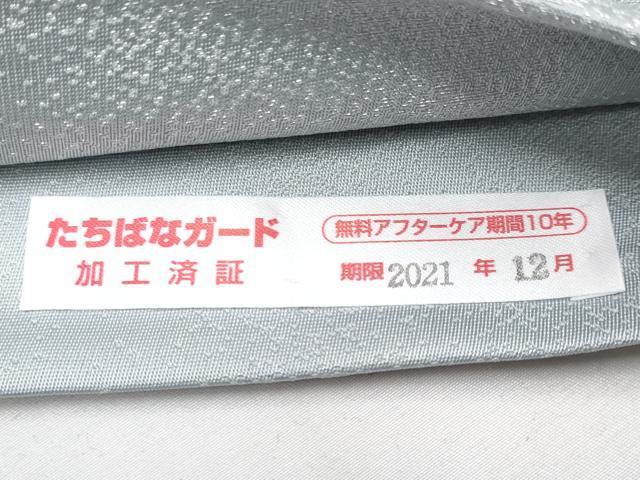 たちばなガード
加工済証
無料アフターケア期間10年
期限2021年12月